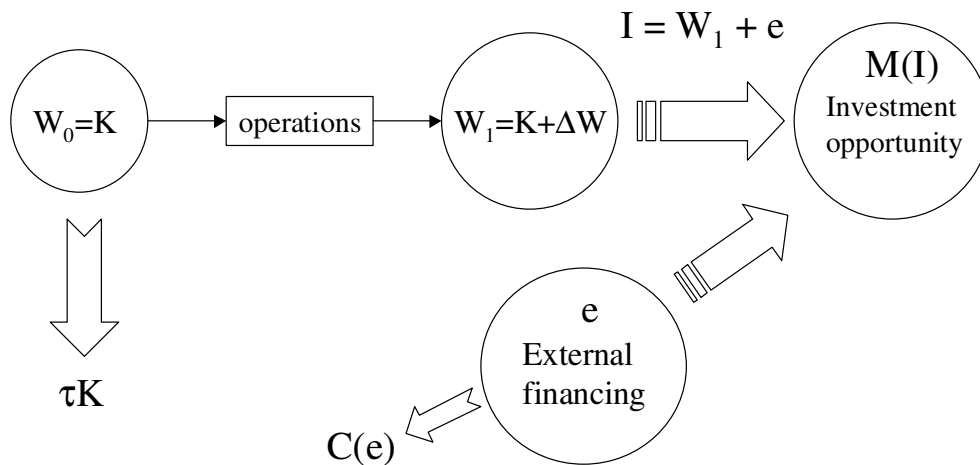 I = W₁ + e
M(I)
Investment
opportunity
W₀=K
operations
W₁=K+ΔW
e
External
financing
τK
C(e)